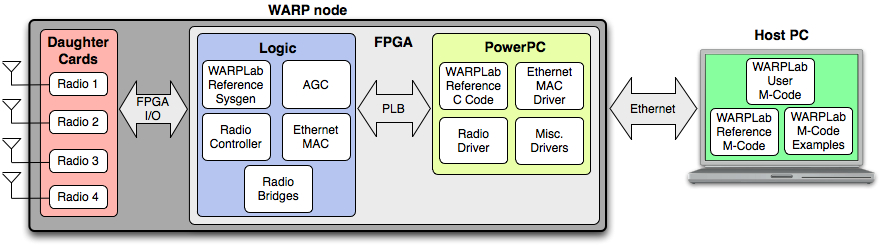 WARP node
Daughter
Cards
Radio 1
Radio 2
Radio 3
Radio 4
FPGA
I/O
FPGA
Logic
WARPLab
Reference
Sysgen
AGC
Radio
Controller
Ethernet
MAC
Radio
Bridges
PLB
PowerPC
WARPLab
Reference
C Code
Ethernet
MAC
Driver
Radio
Driver
Misc.
Drivers
Ethernet
Host PC
WARPLab
User
M-Code
WARPLab
Reference
M-Code
WARPLab
M-Code
Examples